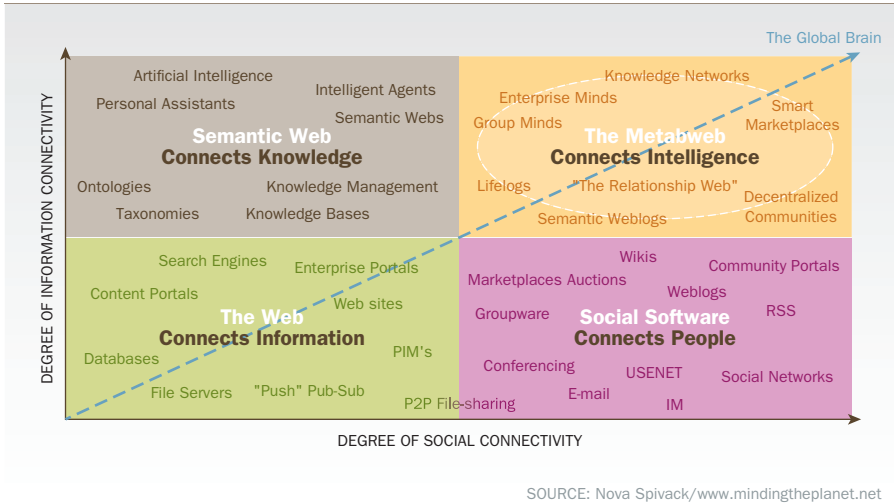 The Global Brain
DEGREE OF INFORMATION CONNECTIVITY
Artificial Intelligence
Intelligent Agents
Personal Assistants
Semantic Webs
Semantic Web
Connects Knowledge
Ontologies
Knowledge Management
Taxonomies
Knowledge Bases
Knowledge Networks
Enterprise Minds
Smart
Marketplaces
Group Minds
The Metabweb
Connects Intelligence
Lifelogs
"The Relationship Web"
Decentralized
Communities
Semantic Weblogs
Search Engines
Enterprise Portals
Content Portals
Web sites
The Web
Connects Information
PIM's
Databases
File Servers
"Push" Pub-Sub
P2P File-sharing
Wikis
Community Portals
Marketplaces Auctions
Weblogs
RSS
Groupware
Social Software
Connects People
Conferencing
USENET
Social Networks
E-mail
IM
DEGREE OF SOCIAL CONNECTIVITY
SOURCE: Nova Spivack/www.mindingtheplanet.net